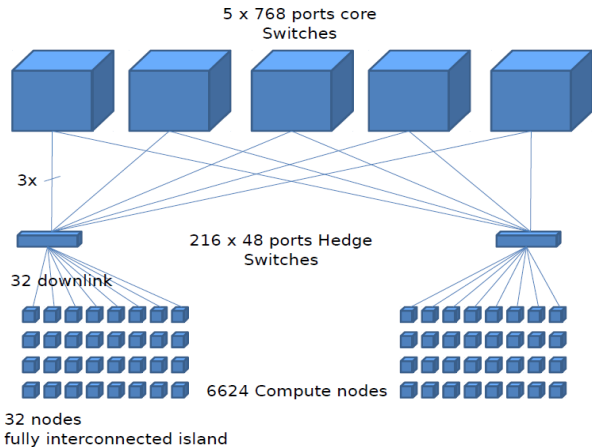 5 x 768 ports core
Switches
3x
216 x 48 ports Hedge
Switches
32 downlink
6624 Compute nodes
32 nodes
fully interconnected island